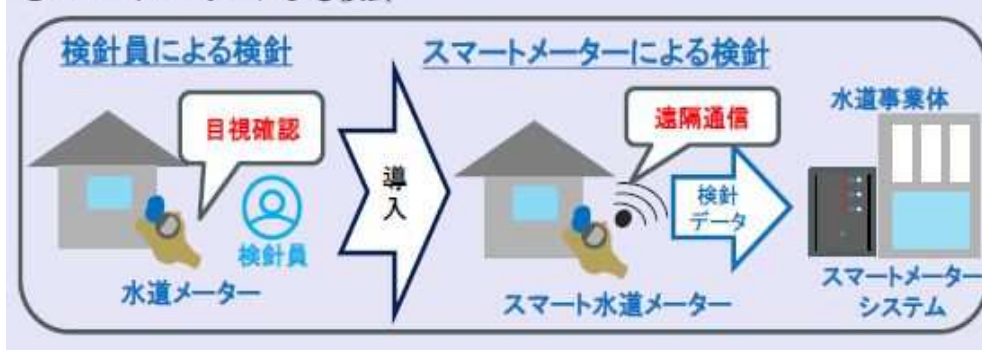 検針員による検針
スマートメーターによる検針
目視確認
検針員
水道メーター
導入
遠隔通信
検針
データ
スマート水道メーター
水道事業体
スマートメーター
システム